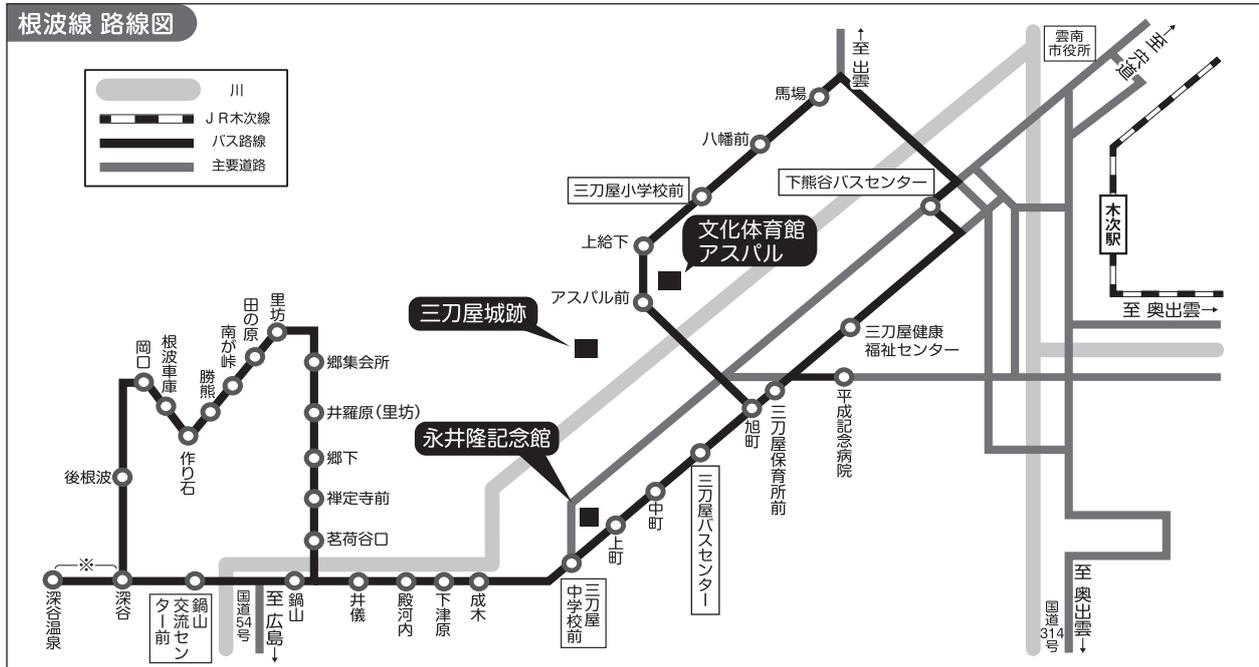 根波線 路線図
川
ＪＲ木次線
バス路線
主要道路
↑至 出雲
雲南
市役所
至 宍道→
馬場
八幡前
三刀屋小学校前
下熊谷バスセンター
上給下
文化体育館
アスパル
木次駅
アスパル前
至 奥出雲→
三刀屋城跡
三刀屋健康
福祉センター
里坊
田の原
南が峠
勝熊
根波車庫
岡口
作り石
郷集会所
井羅原（里坊）
郷下
禅定寺前
茗荷谷口
後根波
永井隆記念館
平成記念病院
三刀屋保育所前
旭町
三刀屋バスセンター
中町
上町
三刀屋
中学校前
成木
下津原
殿河内
井儀
鍋山
至 広島→
国道54号
鍋山
交流セン
ター前
深谷
※
深谷温泉
国道
314
号
至 奥出雲→